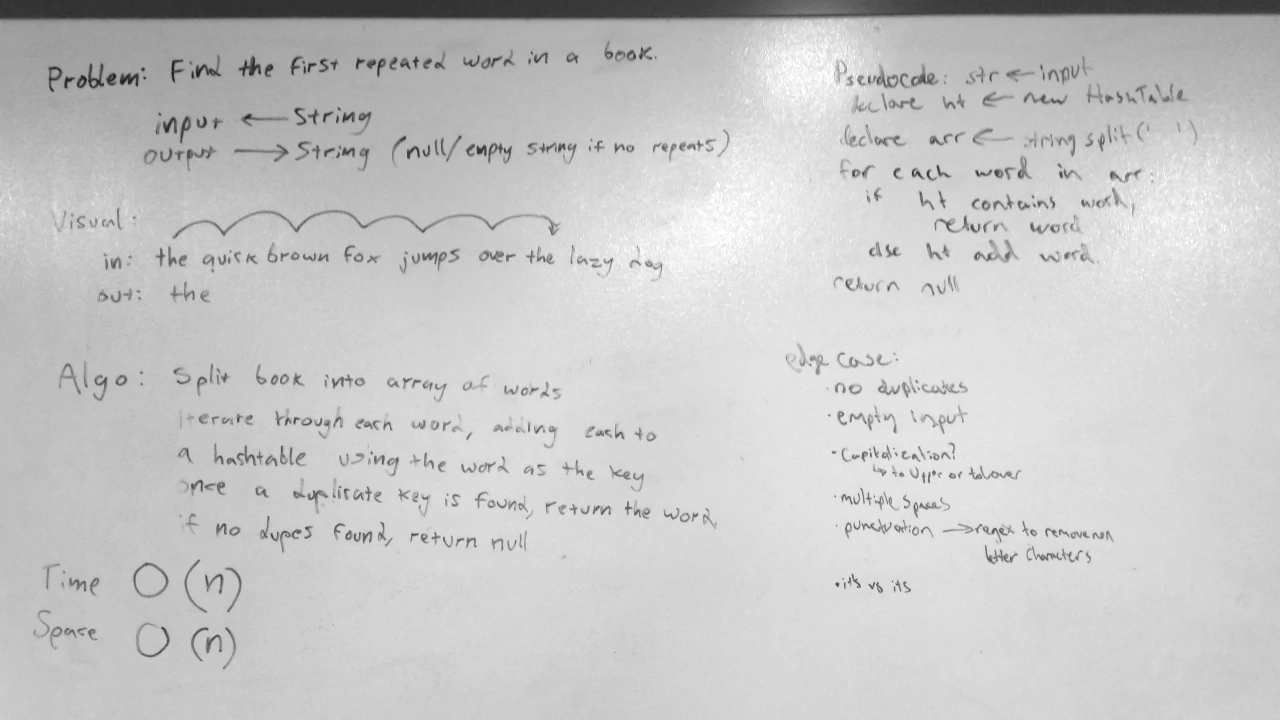 Problem: Find the first repeated word in a book.
input ← String
output → String (null/empty string if no repeats)
Visual:
in: the quick brown fox jumps over the lazy dog
out: the
Algo: Split book into array of words
iterate through each word, adding each to
a hashtable using the word as the key
once a duplicate key is found, return the word.
if no dupes found, return null
Time O(n)
Space O(n)
Pseudocode: str ← input
declare ht ← new HashTable
declare arr ← string split(' ')
for each word in arr:
if ht contains word,
return word
else ht add word.
return null
edge case:
· no duplicates
· empty input
· Capitalization?
↳ to Upper or toLower
· multiple spaces
· punctuation → regex to remove non
letter characters
· it's vs its